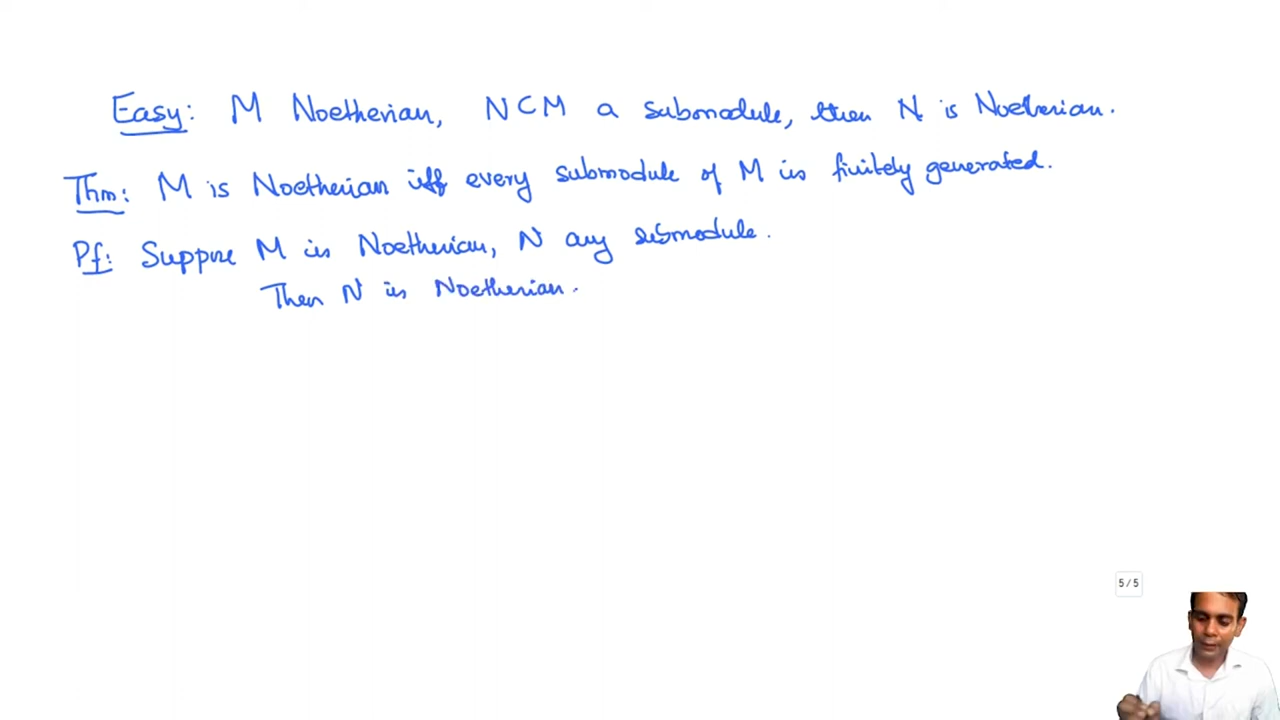 Easy: M Noetherian, N ⊂ M a submodule, then N is Noetherian.
Thm: M is Noetherian iff every submodule of M is finitely generated.
Pf: Suppose M is Noetherian, N any submodule.
Then N is Noetherian.
5/5